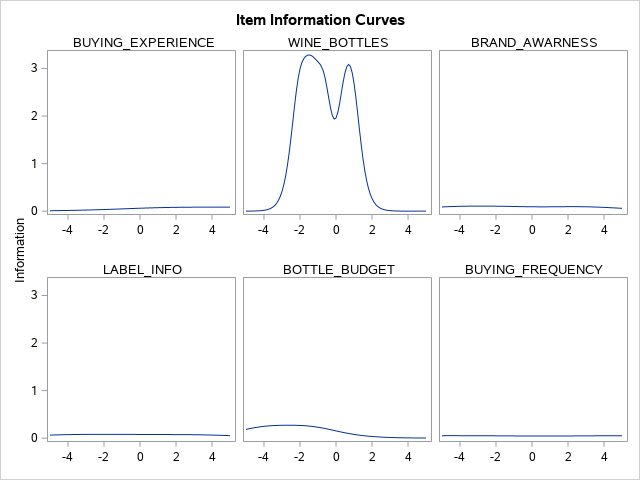 Item Information Curves
BUYING_EXPERIENCE WINE_BOTTLES BRAND_AWARNESS
3
2
1
0
-4 -2 0 2 4 -4 -2 0 2 4 -4 -2 0 2 4
Information
LABEL_INFO BOTTLE_BUDGET BUYING_FREQUENCY
3
2
1
0
-4 -2 0 2 4 -4 -2 0 2 4 -4 -2 0 2 4